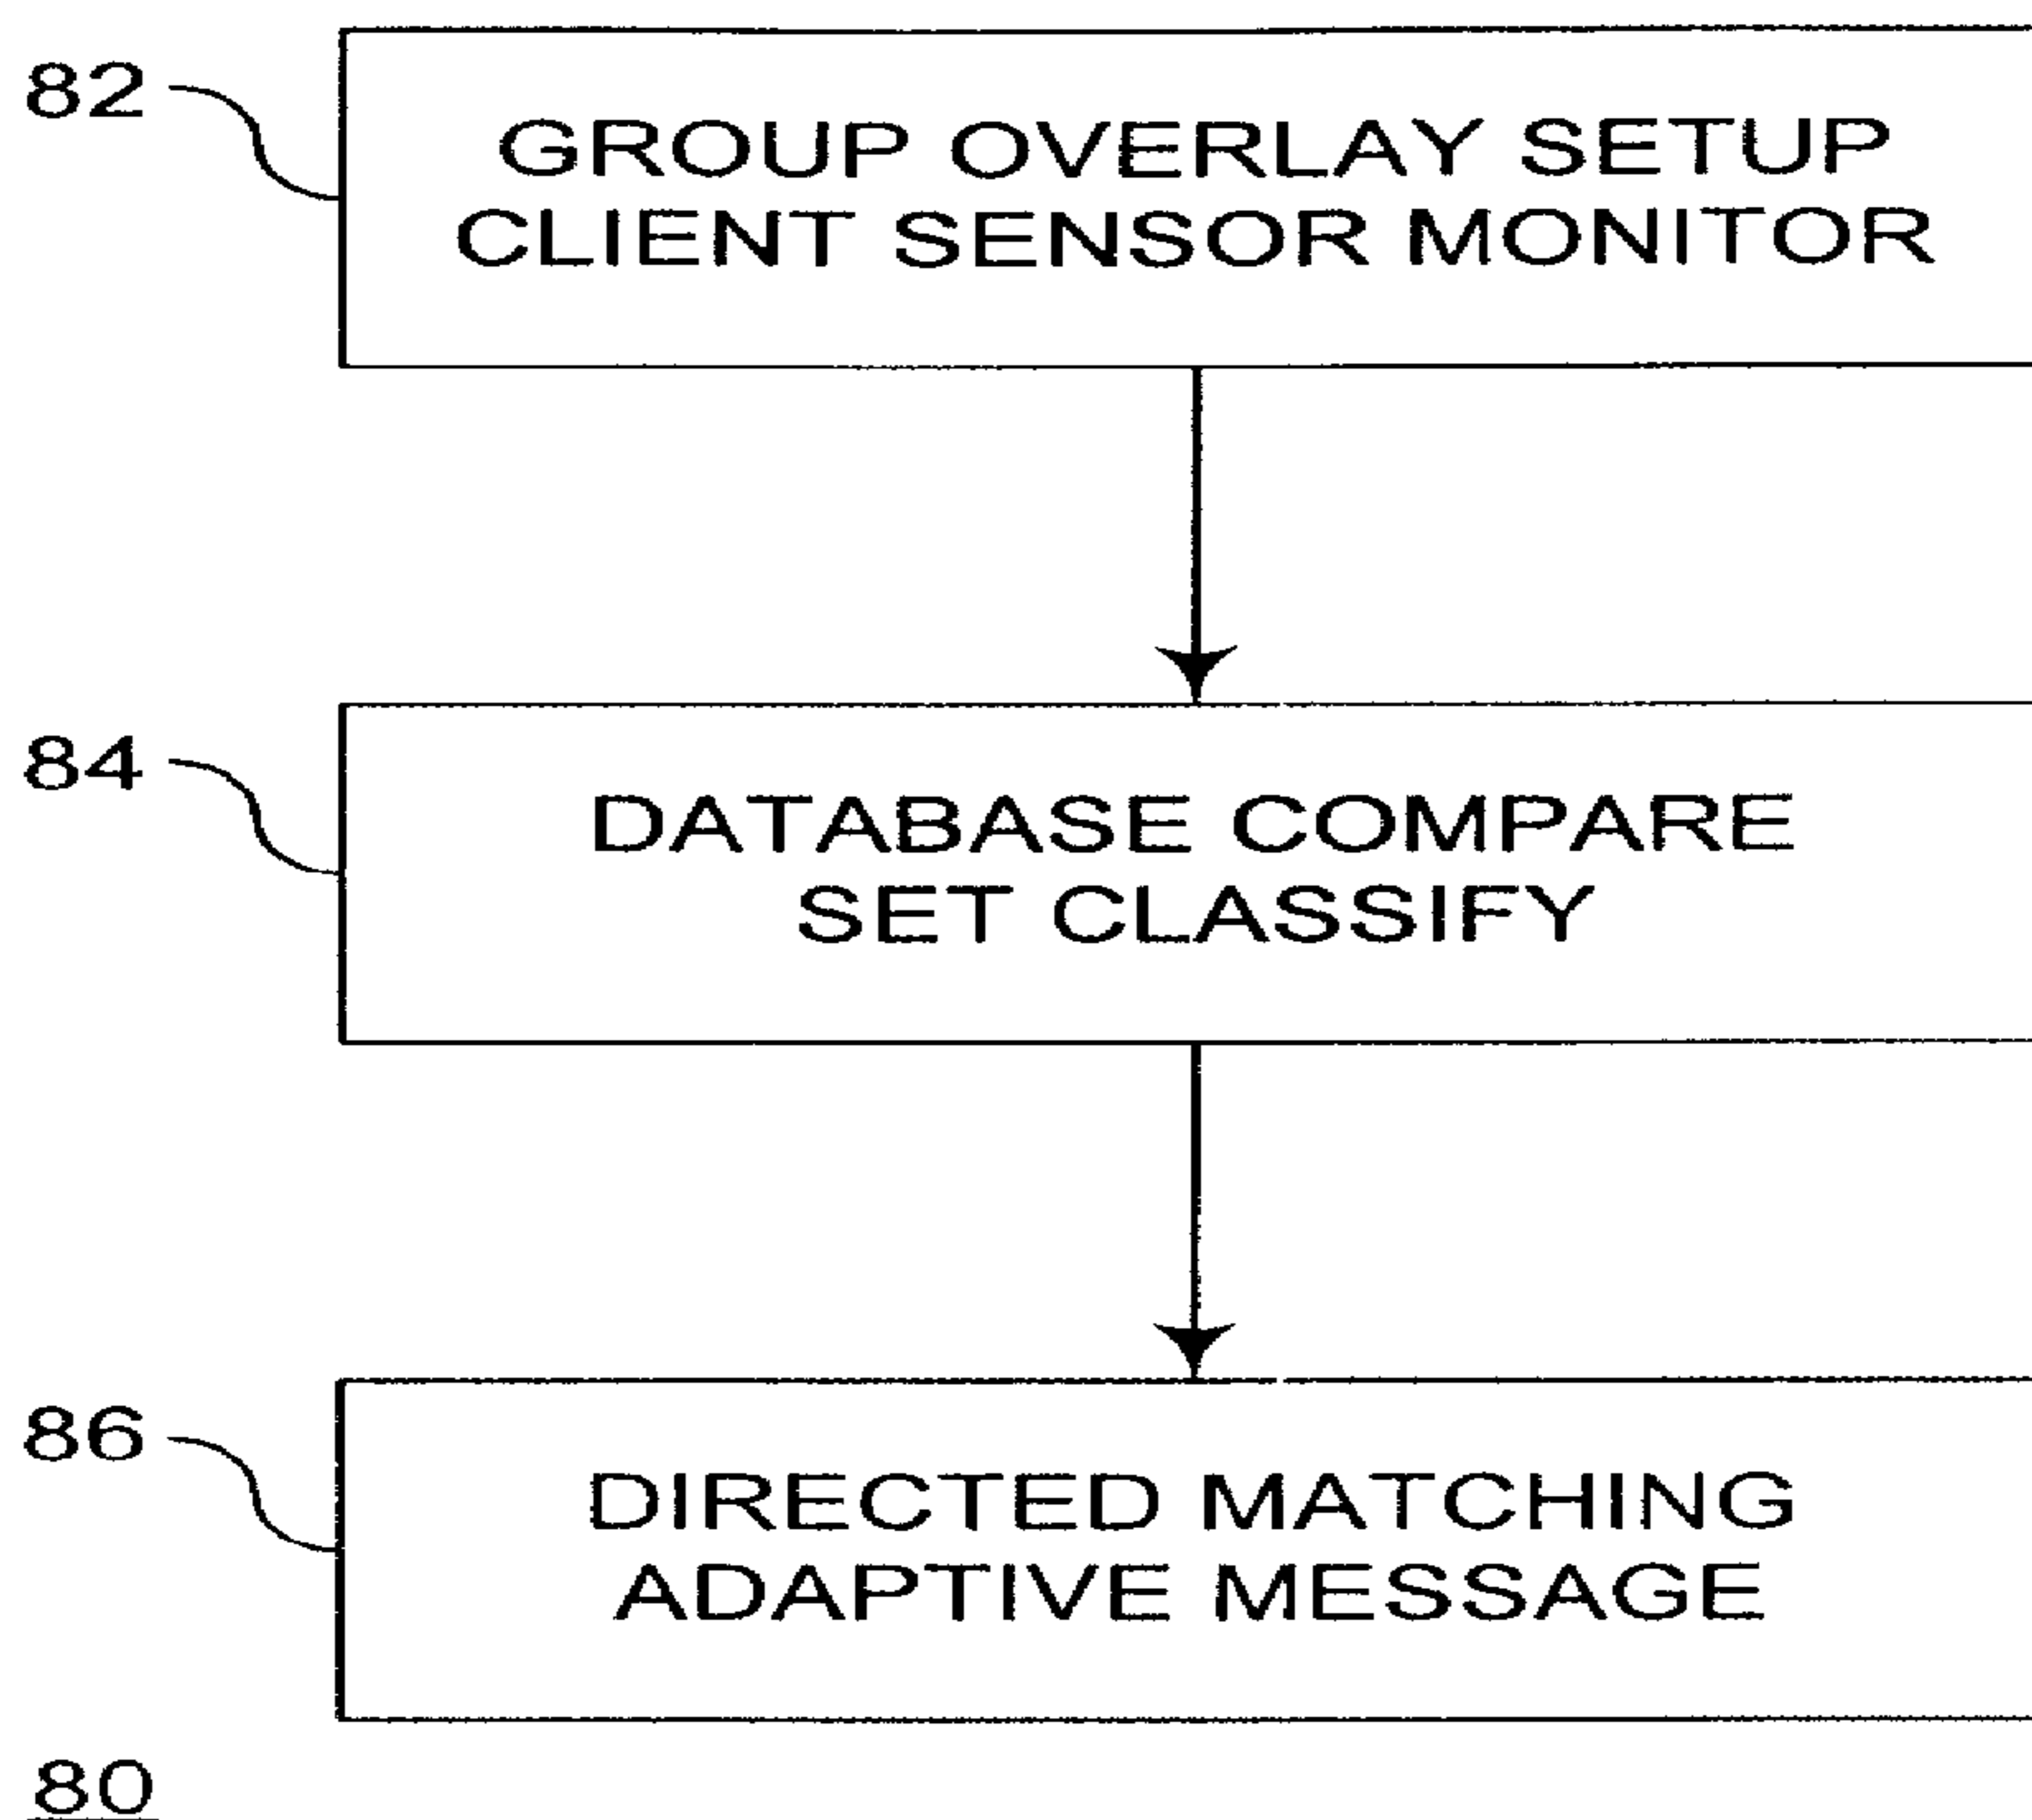 82
GROUP OVERLAY SETUP
CLIENT SENSOR MONITOR
84
DATABASE COMPARE
SET CLASSIFY
86
DIRECTED MATCHING
ADAPTIVE MESSAGE
80